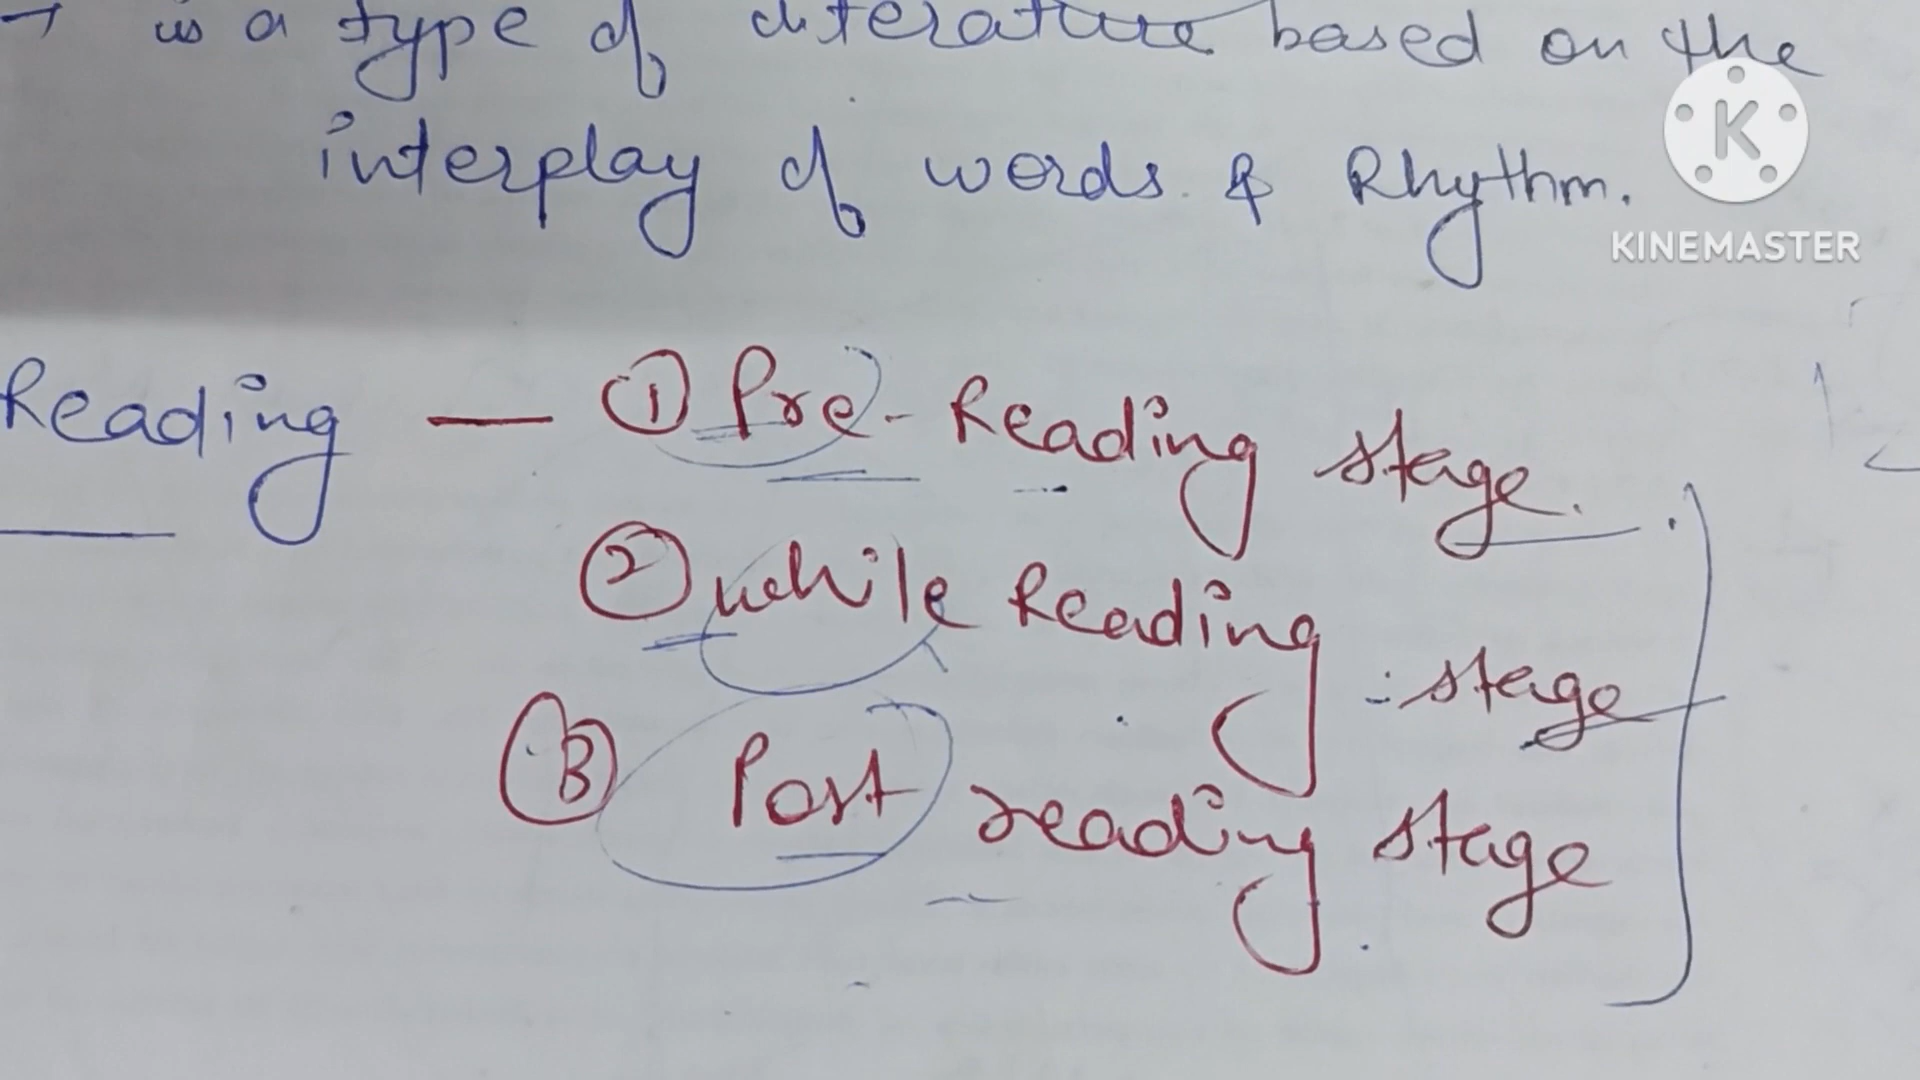 → is a type of literature based on the
interplay of words & Rhythm.
KINEMASTER
Reading — ① Pre-Reading stage.
② while Reading stage
③ Post reading stage